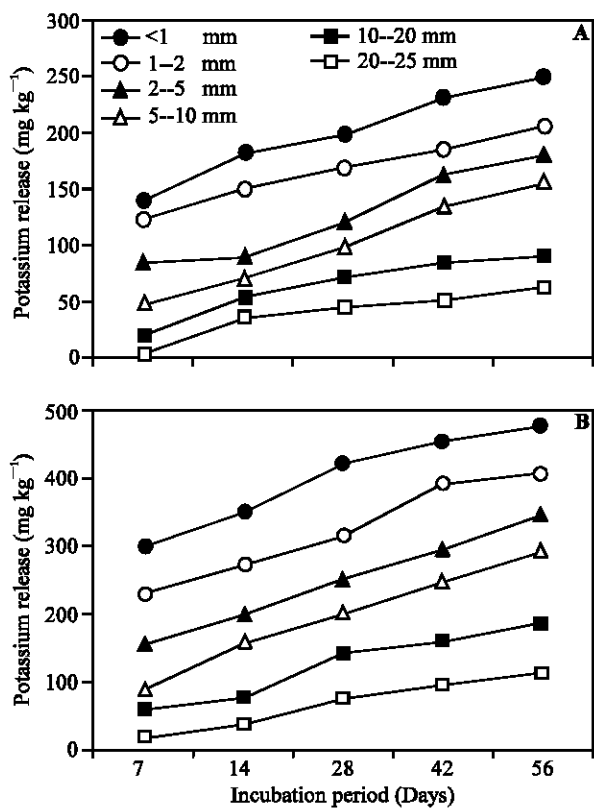 300
250
200
150
100
50
0
Potassium release (mg kg⁻¹)
A
<1 mm
1--2 mm
2--5 mm
5--10 mm
10--20 mm
20--25 mm
500
400
300
200
100
0
Potassium release (mg kg⁻¹)
B
7 14 28 42 56
Incubation period (Days)